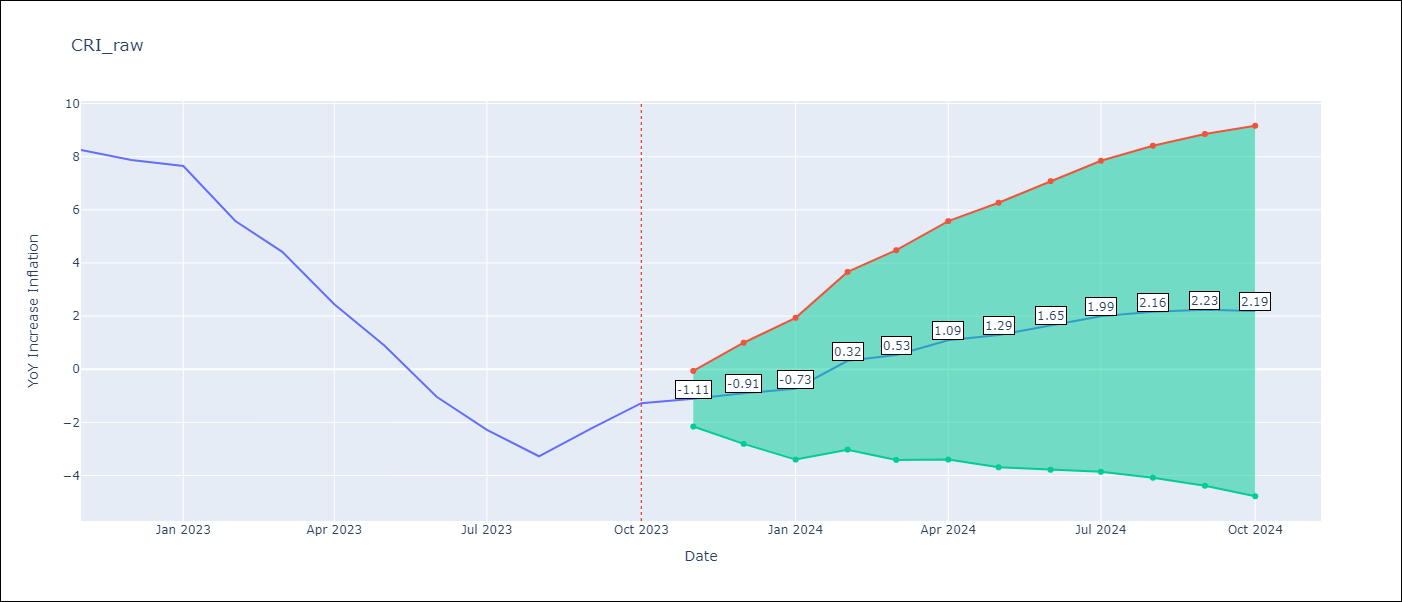 CRI_raw
YoY Increase Inflation
10
8
6
4
2
0
−2
−4
-1.11
-0.91
-0.73
0.32
0.53
1.09
1.29
1.65
1.99
2.16
2.23
2.19
Jan 2023
Apr 2023
Jul 2023
Oct 2023
Jan 2024
Apr 2024
Jul 2024
Oct 2024
Date